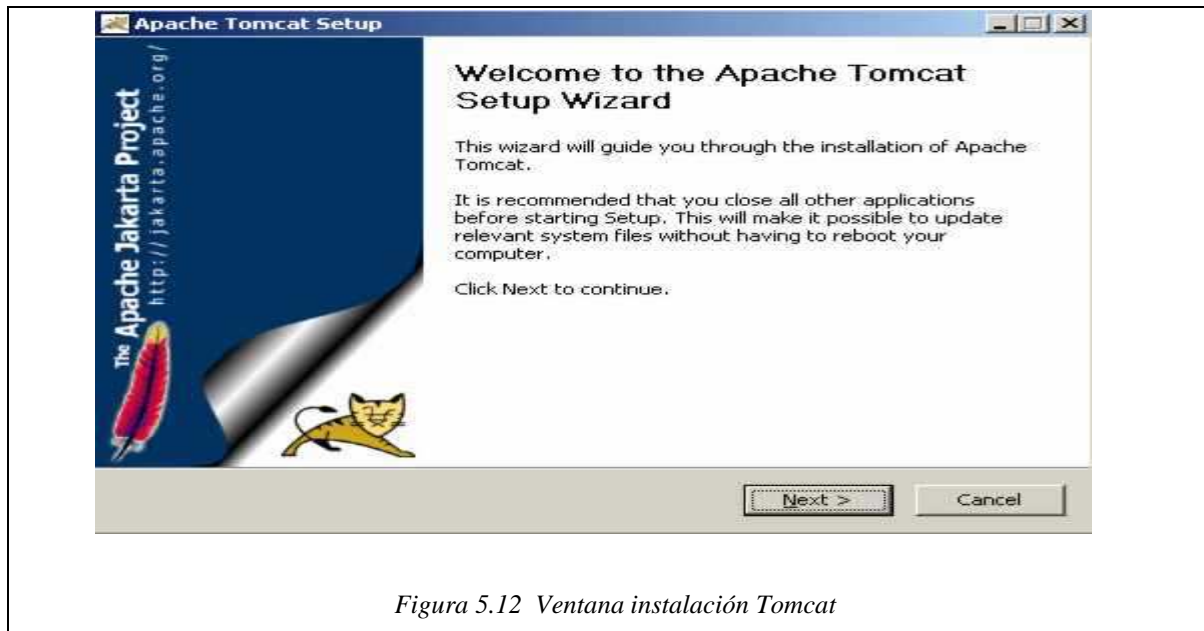 Apache Tomcat Setup
The Apache Jakarta Project
http://jakarta.apache.org/
Welcome to the Apache Tomcat
Setup Wizard
This wizard will guide you through the installation of Apache
Tomcat.
It is recommended that you close all other applications
before starting Setup. This will make it possible to update
relevant system files without having to reboot your
computer.
Click Next to continue.
Next >
Cancel
Figura 5.12 Ventana instalación Tomcat